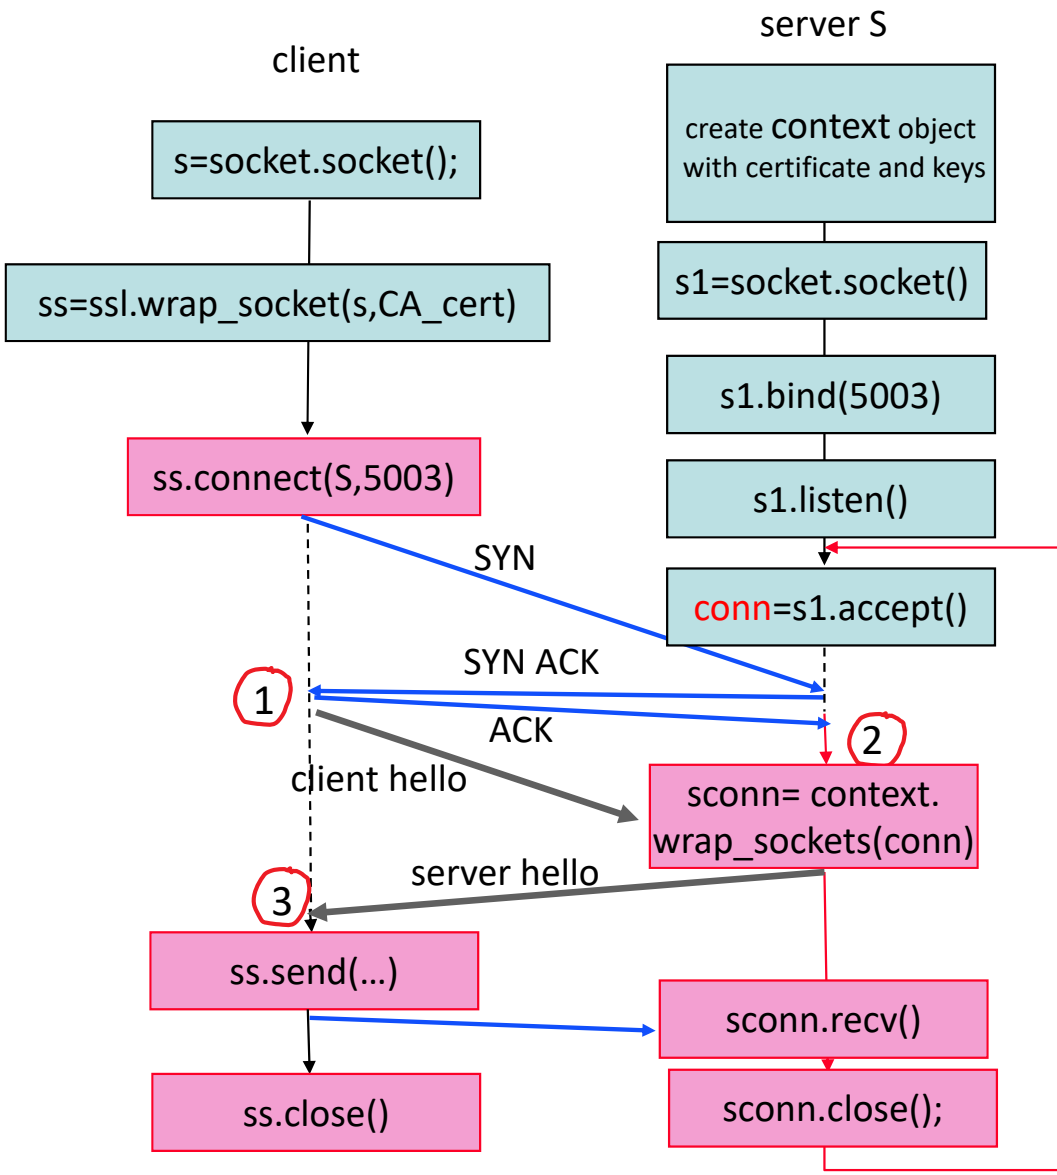 server S
client
create context object
with certificate and keys
s=socket.socket();
s1=socket.socket()
ss=ssl.wrap_socket(s,CA_cert)
s1.bind(5003)
ss.connect(S,5003)
s1.listen()
SYN
conn=s1.accept()
SYN ACK
1
ACK
2
client hello
sconn= context.
wrap_sockets(conn)
server hello
3
ss.send(...)
sconn.recv()
ss.close()
sconn.close();